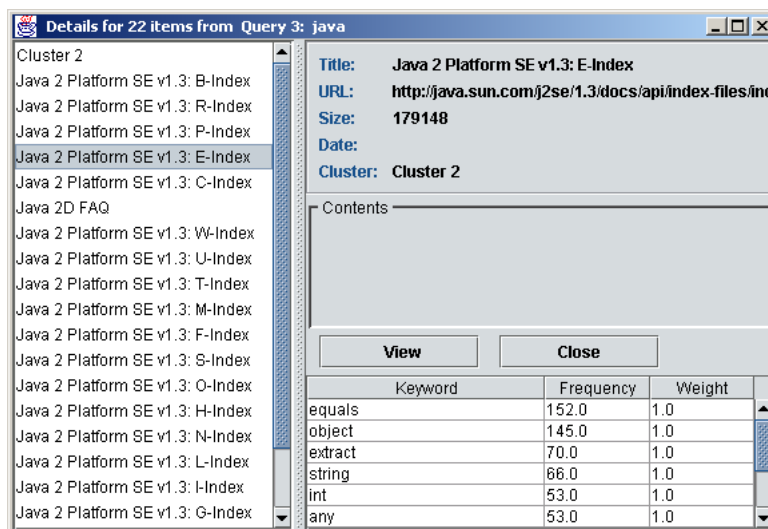 Details for 22 items from Query 3: java
Cluster 2
Java 2 Platform SE v1.3: B-Index
Java 2 Platform SE v1.3: R-Index
Java 2 Platform SE v1.3: P-Index
Java 2 Platform SE v1.3: E-Index
Java 2 Platform SE v1.3: C-Index
Java 2D FAQ
Java 2 Platform SE v1.3: W-Index
Java 2 Platform SE v1.3: U-Index
Java 2 Platform SE v1.3: T-Index
Java 2 Platform SE v1.3: M-Index
Java 2 Platform SE v1.3: F-Index
Java 2 Platform SE v1.3: S-Index
Java 2 Platform SE v1.3: O-Index
Java 2 Platform SE v1.3: H-Index
Java 2 Platform SE v1.3: N-Index
Java 2 Platform SE v1.3: L-Index
Java 2 Platform SE v1.3: I-Index
Java 2 Platform SE v1.3: G-Index
Title: Java 2 Platform SE v1.3: E-Index
URL: http://java.sun.com/j2se/1.3/docs/api/index-files/in
Size: 179148
Date:
Cluster: Cluster 2
Contents
View Close
Keyword Frequency Weight
equals 152.0 1.0
object 145.0 1.0
extract 70.0 1.0
string 66.0 1.0
int 53.0 1.0
any 53.0 1.0